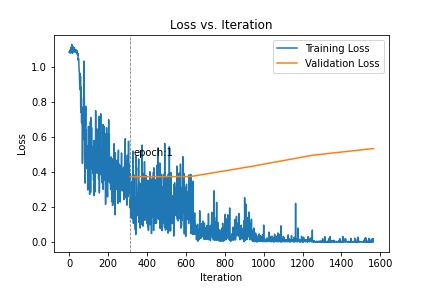 Loss vs. Iteration
Training Loss
Validation Loss
epoch:1
Loss
1.0
0.8
0.6
0.4
0.2
0.0
0 200 400 600 800 1000 1200 1400 1600
Iteration